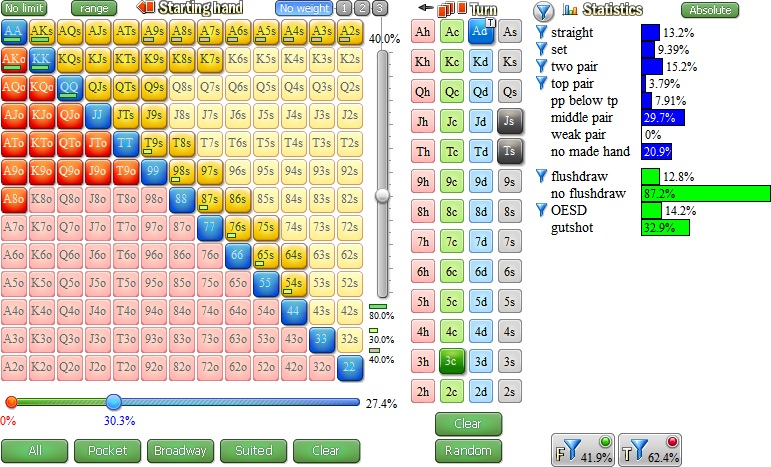 No limit range Starting hand No weight 1 2 3 Turn Statistics Absolute
AA AKs AQs AJs ATs A9s A8s A7s A6s A5s A4s A3s A2s
AKo KK KQs KJs KTs K9s K8s K7s K6s K5s K4s K3s K2s
AQo KQo QQ QJs QTs Q9s Q8s Q7s Q6s Q5s Q4s Q3s Q2s
AJo KJo QJo JJ JTs J9s J8s J7s J6s J5s J4s J3s J2s
ATo KTo QTo JTo TT T9s T8s T7s T6s T5s T4s T3s T2s
A9o K9o Q9o J9o T9o 99 98s 97s 96s 95s 94s 93s 92s
A8o K8o Q8o J8o T8o 98o 88 87s 86s 85s 84s 83s 82s
A7o K7o Q7o J7o T7o 97o 87o 77 76s 75s 74s 73s 72s
A6o K6o Q6o J6o T6o 96o 86o 76o 66 65s 64s 63s 62s
A5o K5o Q5o J5o T5o 95o 85o 75o 65o 55 54s 53s 52s
A4o K4o Q4o J4o T4o 94o 84o 74o 64o 54o 44 43s 42s
A3o K3o Q3o J3o T3o 93o 83o 73o 63o 53o 43o 33 32s
A2o K2o Q2o J2o T2o 92o 82o 72o 62o 52o 42o 32o 22
40.0%
80.0%
30.0%
40.0%
0% 30.3% 27.4%
All Pocket Broadway Suited Clear
Ah Ac Ad T As
Kh Kc Kd Ks
Qh Qc Qd Qs
Jh Jc Jd Js
Th Tc Td Ts
9h 9c 9d 9s
8h 8c 8d 8s
7h 7c 7d 7s
6h 6c 6d 6s
5h 5c 5d 5s
4h 4c 4d 4s
3h 3c 3d 3s
2h 2c 2d 2s
Clear
Random
straight 13.2%
set 9.39%
two pair 15.2%
top pair 3.79%
pp below tp 7.91%
middle pair 29.7%
weak pair 0%
no made hand 20.9%
flushdraw 12.8%
no flushdraw 87.2%
OESD 14.2%
gutshot 32.9%
F 41.9% T 62.4%